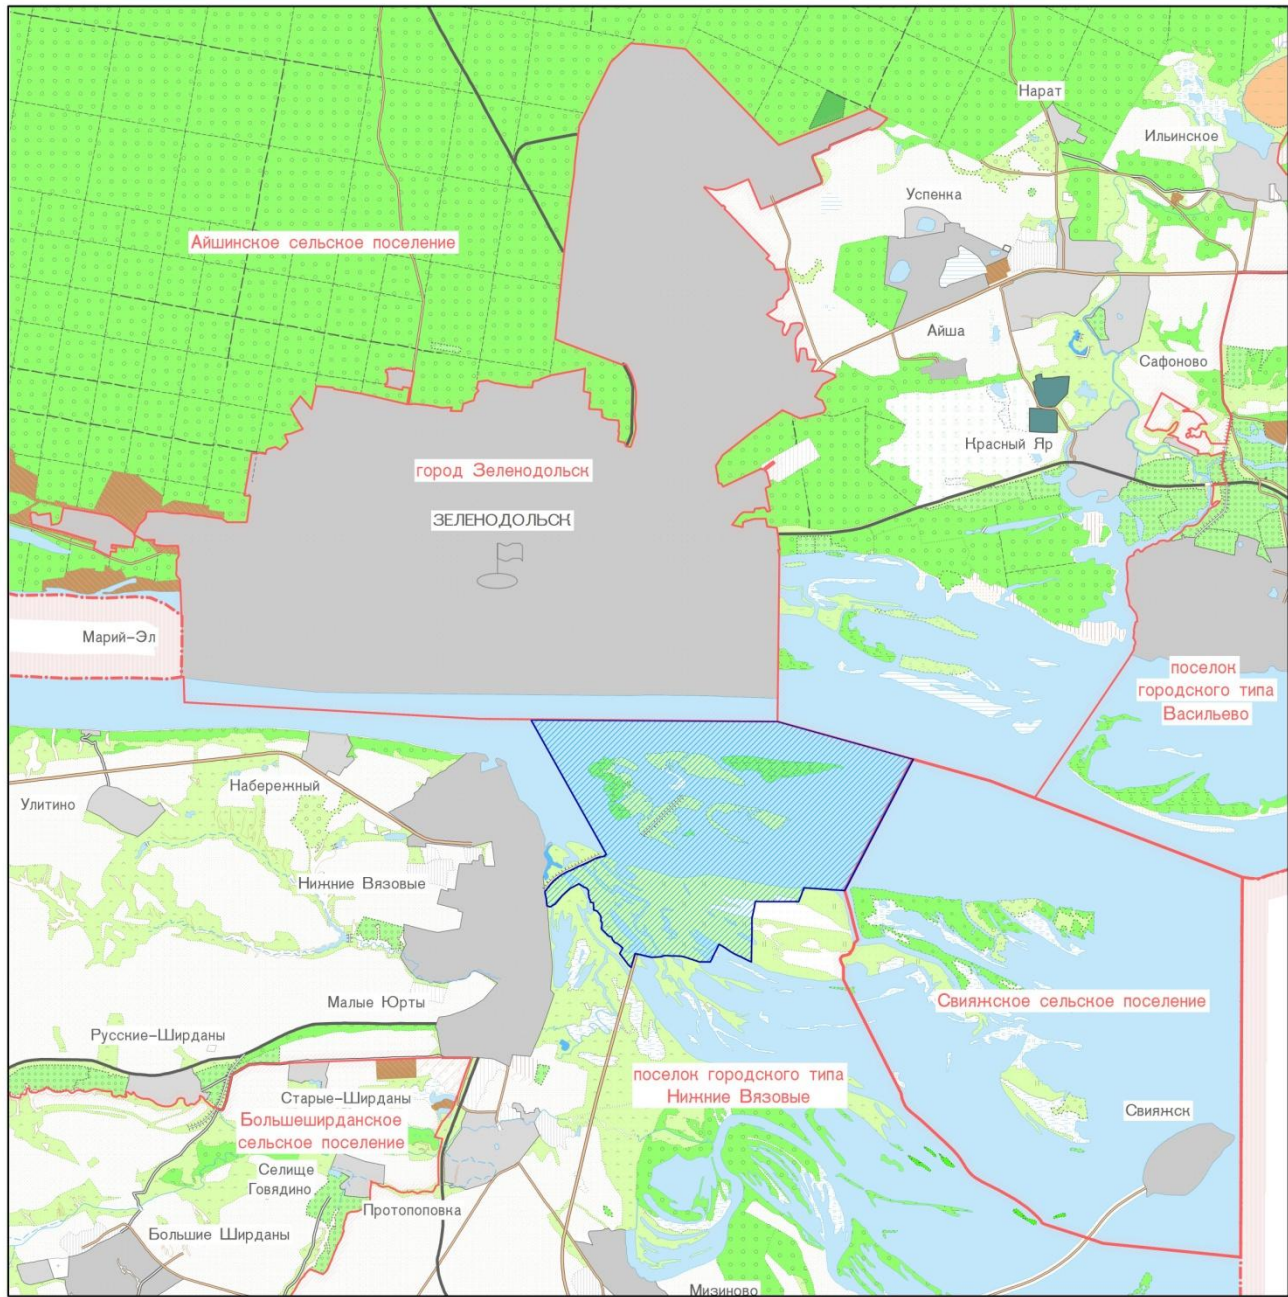 Нарат
Ильинское
Успенка
Айшинское сельское поселение
Айша
Сафоново
Красный Яр
город Зеленодольск
ЗЕЛЕНОДОЛЬСК
Марий-Эл
поселок
городского типа
Васильево
Набережный
Улитино
Нижние Вязовые
Малые Юрты
Свияжское сельское поселение
Русские-Ширданы
поселок городского типа
Нижние Вязовые
Старые-Ширданы
Большеширданское
сельское поселение
Свияжск
Селище
Говядино
Протопоповка
Большие Ширданы
Мизиново